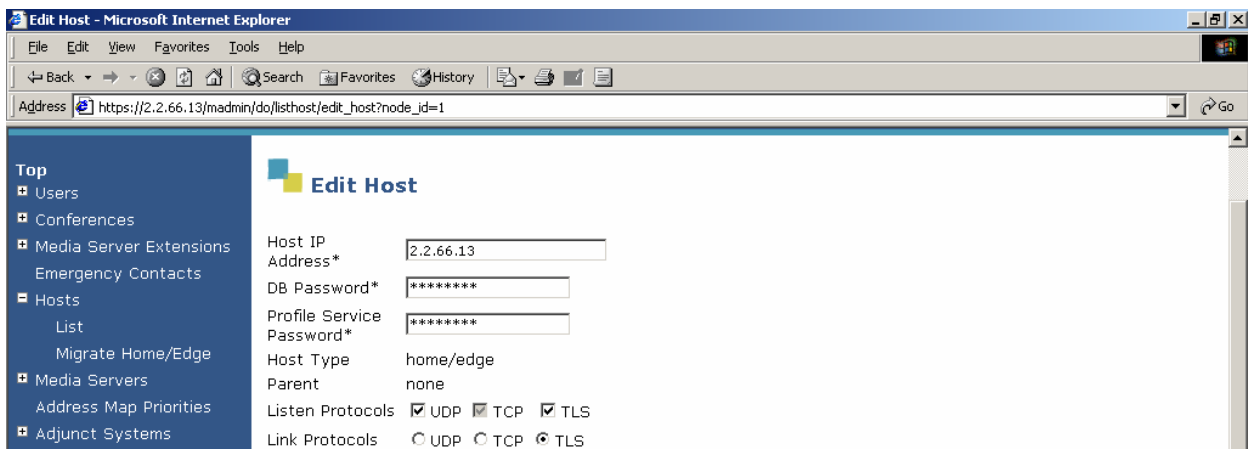 Edit Host - Microsoft Internet Explorer
File Edit View Favorites Tools Help
Back Search Favorites History
Address https://2.2.66.13/madmin/do/listhost/edit_host?node_id=1 Go
Top
Users
Conferences
Media Server Extensions
Emergency Contacts
Hosts
List
Migrate Home/Edge
Media Servers
Address Map Priorities
Adjunct Systems
Edit Host
Host IP
Address* 2.2.66.13
DB Password* ********
Profile Service
Password* ********
Host Type home/edge
Parent none
Listen Protocols UDP TCP TLS
Link Protocols UDP TCP TLS